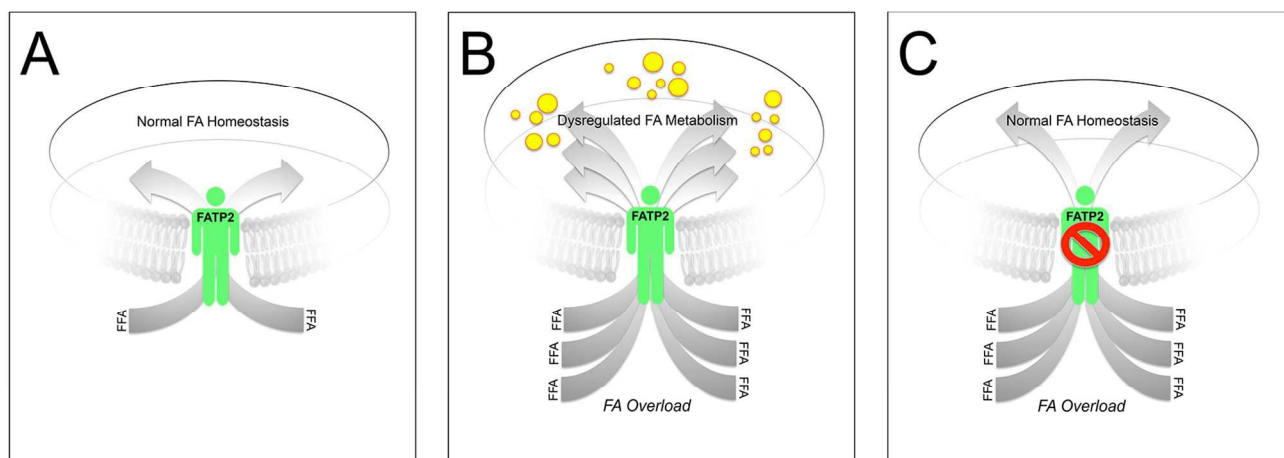 A
Normal FA Homeostasis
FATP2
FFA
FFA
B
Dysregulated FA Metabolism
FATP2
FFA
FFA
FFA
FFA
FFA
FFA
FA Overload
C
Normal FA Homeostasis
FATP2
FFA
FFA
FFA
FFA
FFA
FFA
FA Overload